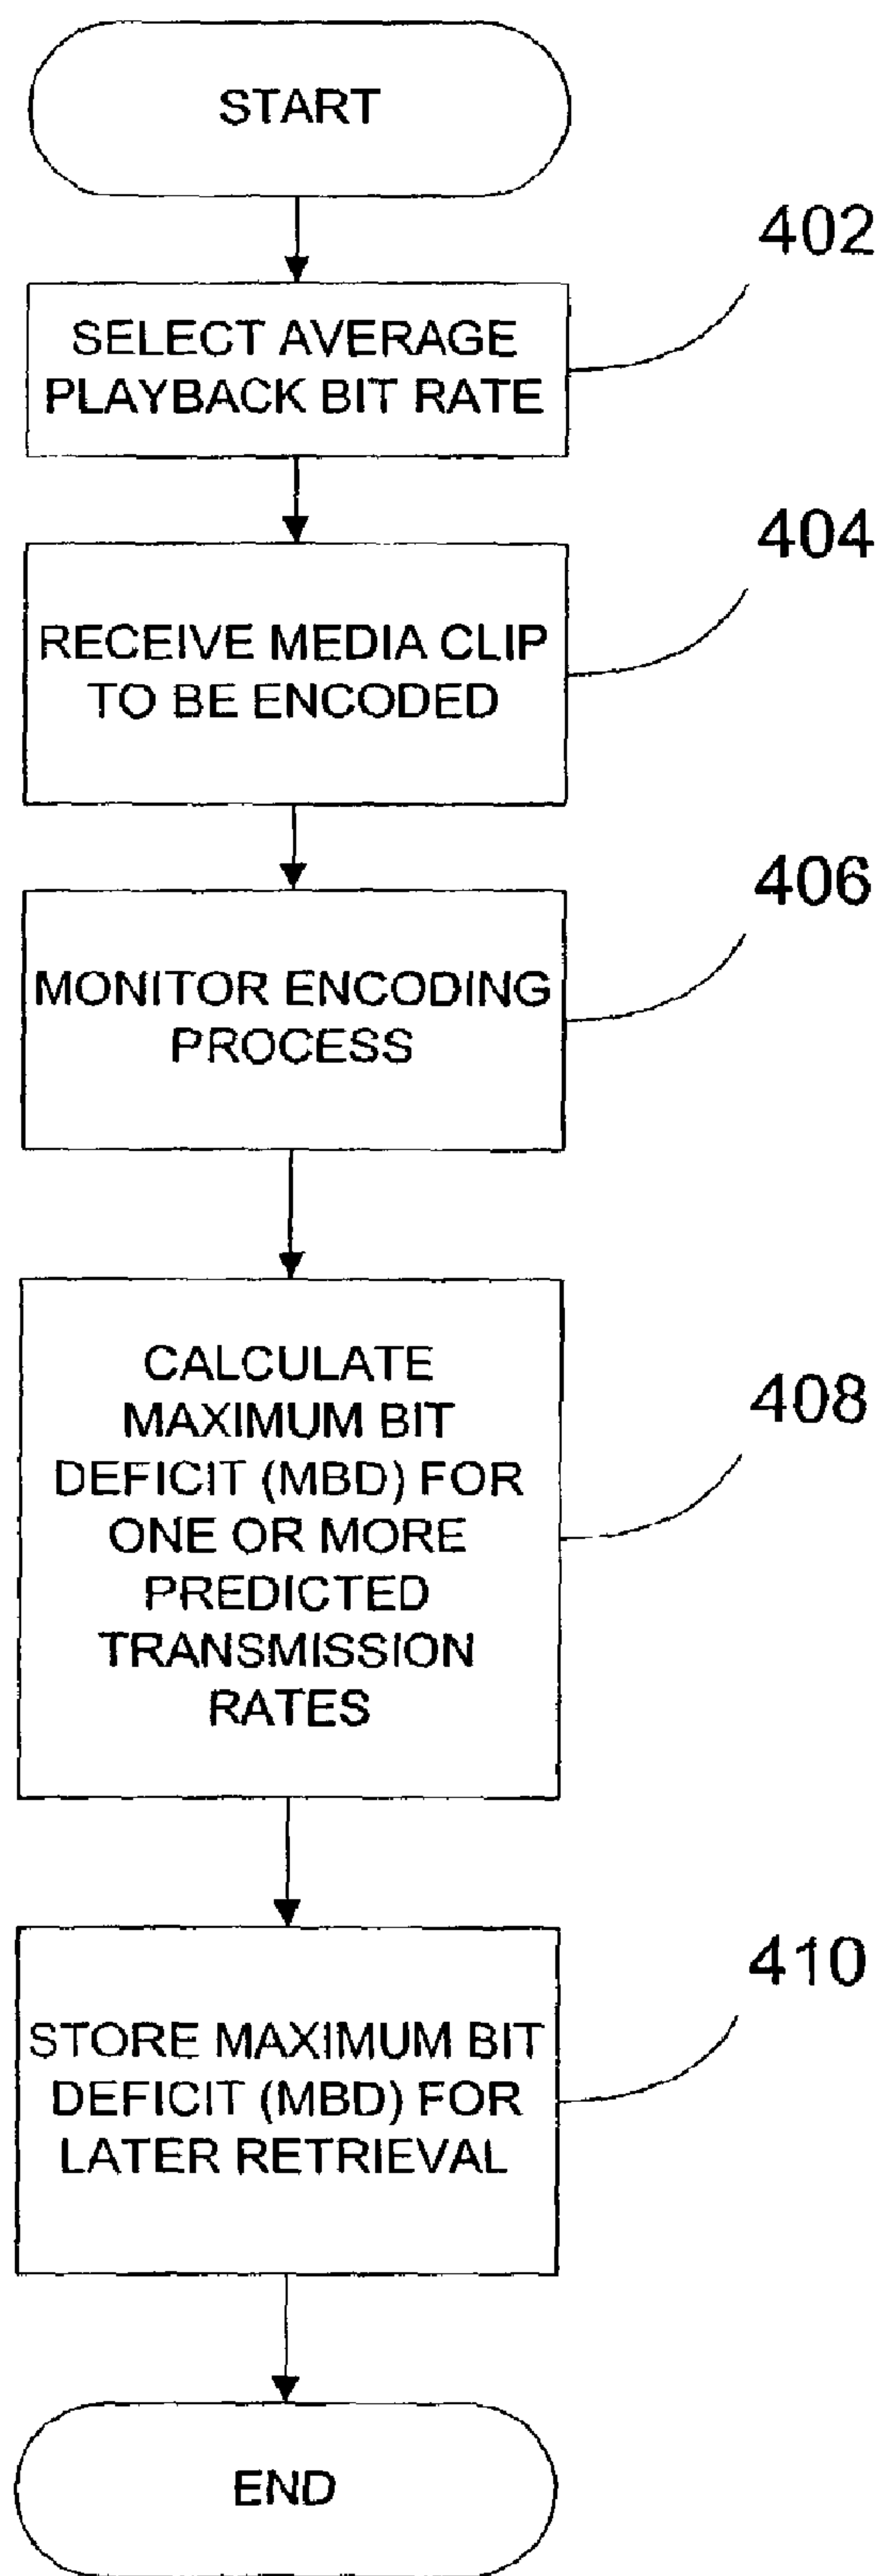 START
402
SELECT AVERAGE
PLAYBACK BIT RATE
404
RECEIVE MEDIA CLIP
TO BE ENCODED
406
MONITOR ENCODING
PROCESS
408
CALCULATE
MAXIMUM BIT
DEFICIT (MBD) FOR
ONE OR MORE
PREDICTED
TRANSMISSION
RATES
410
STORE MAXIMUM BIT
DEFICIT (MBD) FOR
LATER RETRIEVAL
END